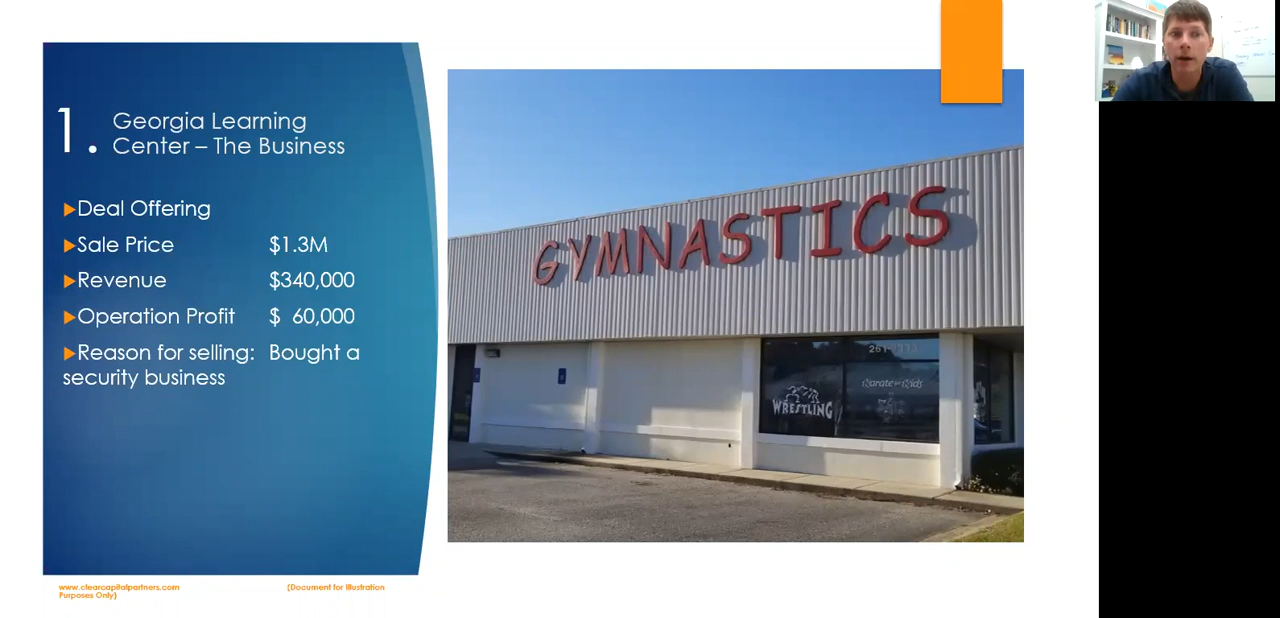 1.
Georgia Learning
Center – The Business
Deal Offering
Sale Price $1.3M
Revenue $340,000
Operation Profit $ 60,000
Reason for selling: Bought a
security business
GYMNASTICS
WRESTLING
Karate for Kids
www.clearcapitalpartners.com (Document for Illustration
Purposes Only)